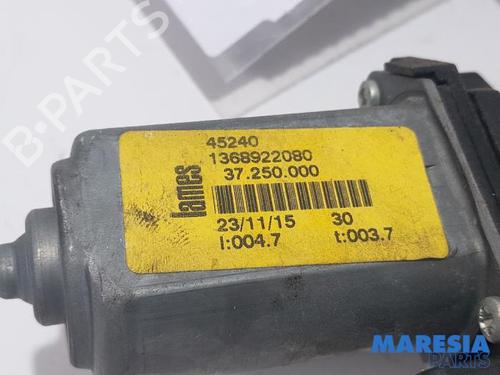 B-PARTS
45240
1368922080
37.250.000
lames
23/11/15 30
I:004.7 t:003.7
MARESIA
PARTS